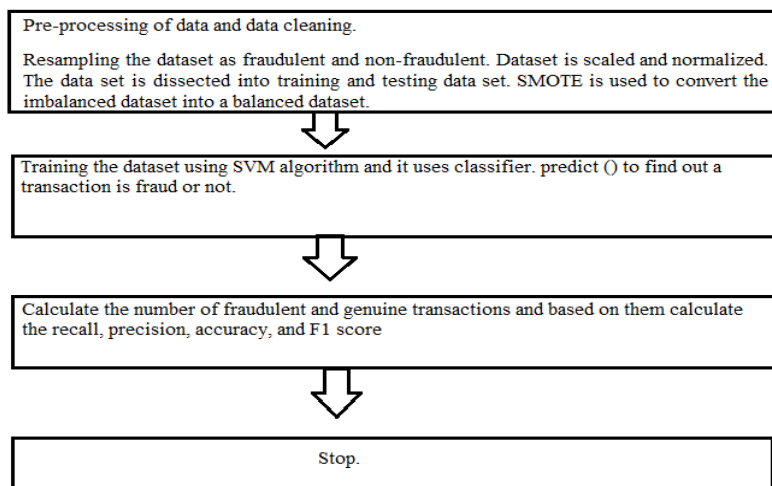 Pre-processing of data and data cleaning.
Resampling the dataset as fraudulent and non-fraudulent. Dataset is scaled and normalized.
The data set is dissected into training and testing data set. SMOTE is used to convert the
imbalanced dataset into a balanced dataset.
Training the dataset using SVM algorithm and it uses classifier. predict () to find out a
transaction is fraud or not.
Calculate the number of fraudulent and genuine transactions and based on them calculate
the recall, precision, accuracy, and F1 score
Stop.